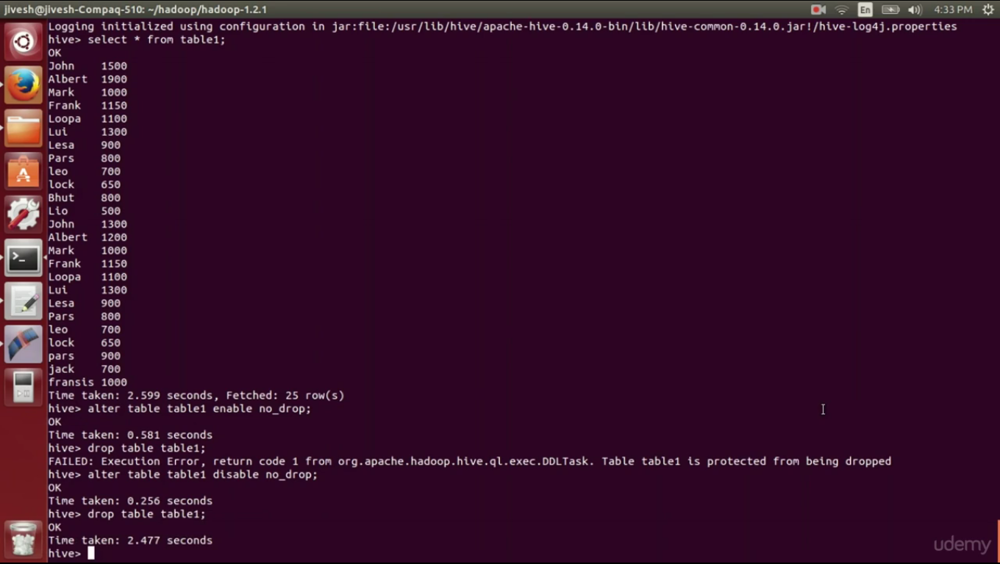 jivesh@jivesh-Compaq-510: ~/hadoop/hadoop-1.2.1 En 4:33 PM
Logging initialized using configuration in jar:file:/usr/lib/hive/apache-hive-0.14.0-bin/lib/hive-common-0.14.0.jar!/hive-log4j.properties
hive> select * from table1;
OK
John 1500
Albert 1900
Mark 1000
Frank 1150
Loopa 1100
Lui 1300
Lesa 900
Pars 800
leo 700
lock 650
Bhut 800
Lio 500
John 1300
Albert 1200
Mark 1000
Frank 1150
Loopa 1100
Lui 1300
Lesa 900
Pars 800
leo 700
lock 650
pars 900
jack 700
fransis 1000
Time taken: 2.599 seconds, Fetched: 25 row(s)
hive> alter table table1 enable no_drop;
OK
Time taken: 0.581 seconds
hive> drop table table1;
FAILED: Execution Error, return code 1 from org.apache.hadoop.hive.ql.exec.DDLTask. Table table1 is protected from being dropped
hive> alter table table1 disable no_drop;
OK
Time taken: 0.256 seconds
hive> drop table table1;
OK
Time taken: 2.477 seconds
hive>
udemy